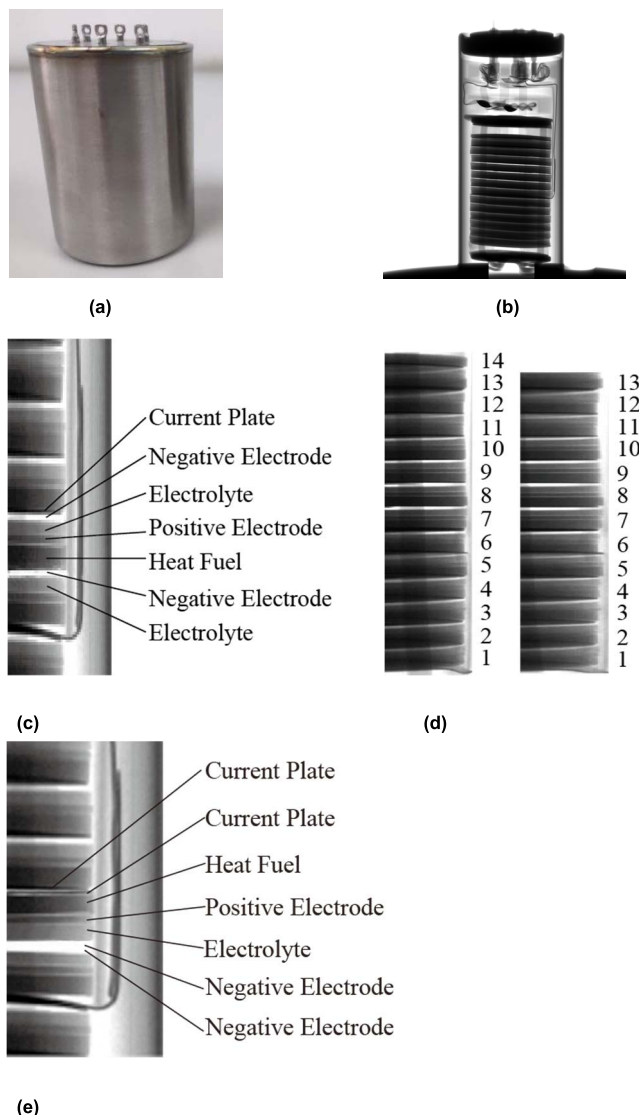 (a)
(b)
Current Plate
Negative Electrode
Electrolyte
Positive Electrode
Heat Fuel
Negative Electrode
Electrolyte
(c)
14
13
12
11
10
9
8
7
6
5
4
3
2
1
13
12
11
10
9
8
7
6
5
4
3
2
1
(d)
Current Plate
Current Plate
Heat Fuel
Positive Electrode
Electrolyte
Negative Electrode
Negative Electrode
(e)